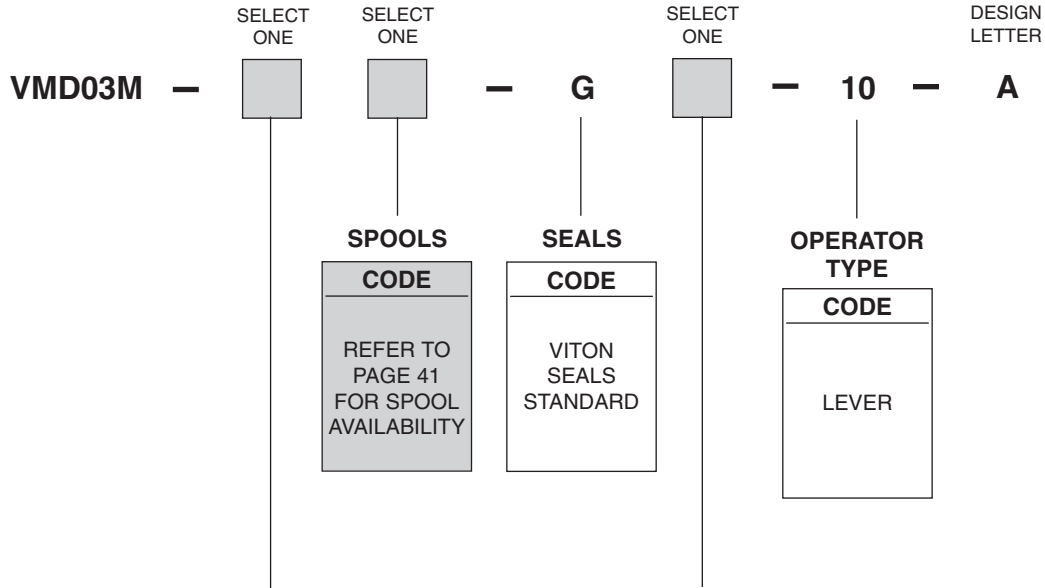 SELECT
ONE
SELECT
ONE
SELECT
ONE
DESIGN
LETTER
VMD03M – – G – 10 – A
SPOOLS
CODE
REFER TO
PAGE 41
FOR SPOOL
AVAILABILITY
SEALS
CODE
VITON
SEALS
STANDARD
OPERATOR
TYPE
CODE
LEVER